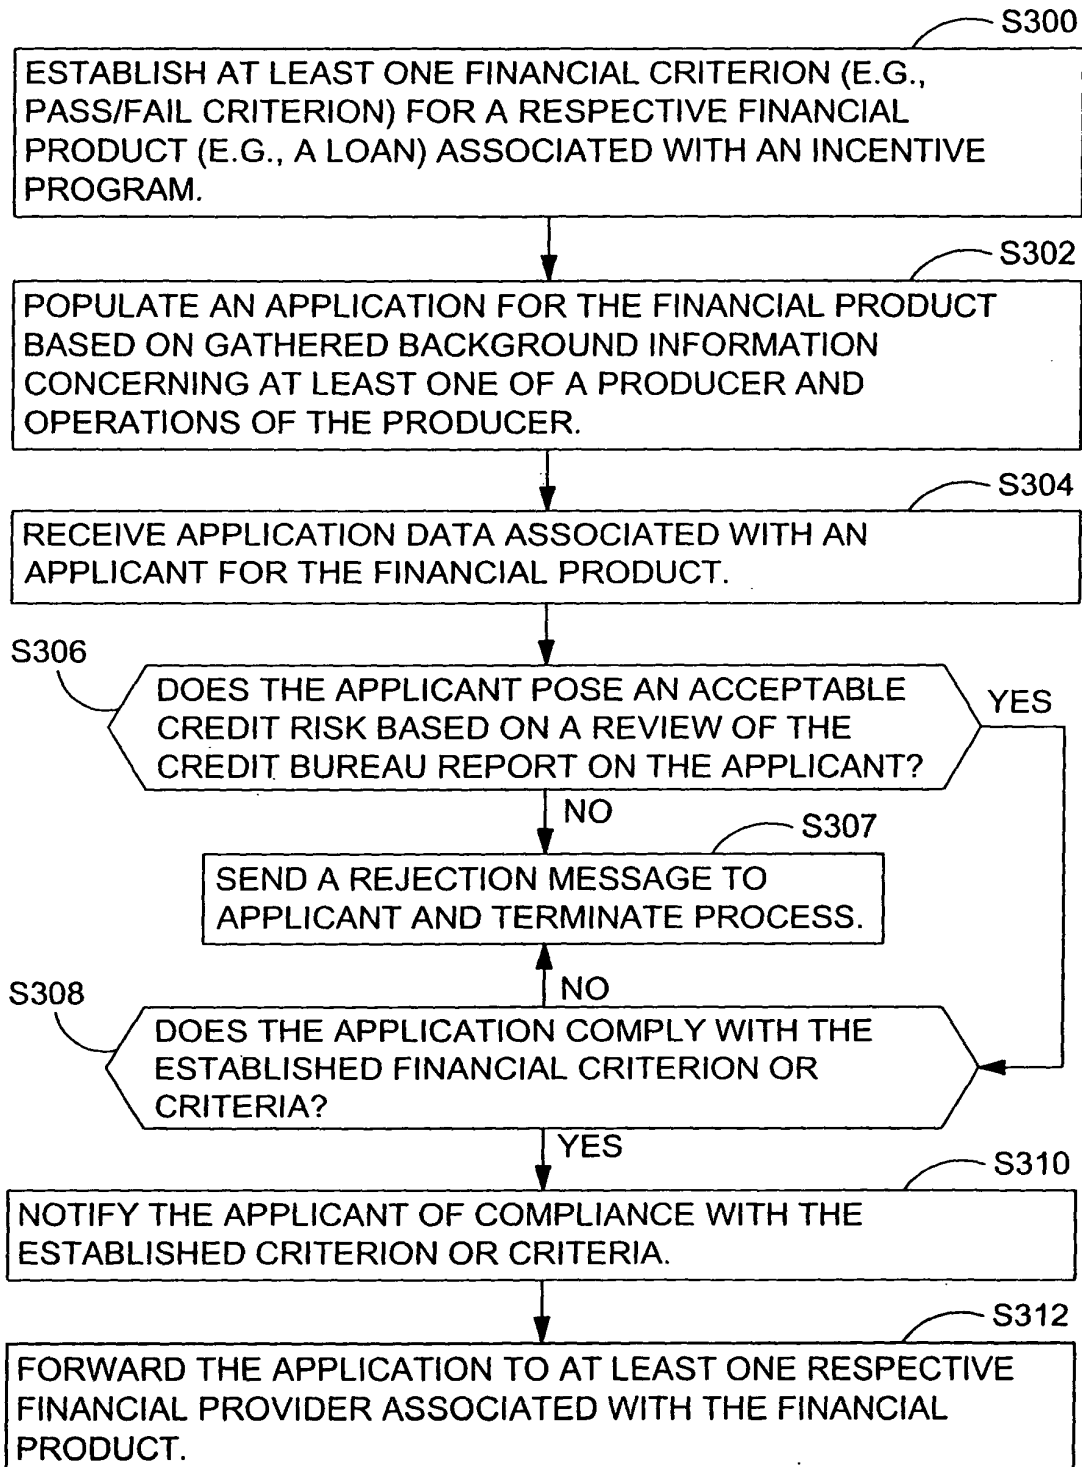 S300
ESTABLISH AT LEAST ONE FINANCIAL CRITERION (E.G.,
PASS/FAIL CRITERION) FOR A RESPECTIVE FINANCIAL
PRODUCT (E.G., A LOAN) ASSOCIATED WITH AN INCENTIVE
PROGRAM.
S302
POPULATE AN APPLICATION FOR THE FINANCIAL PRODUCT
BASED ON GATHERED BACKGROUND INFORMATION
CONCERNING AT LEAST ONE OF A PRODUCER AND
OPERATIONS OF THE PRODUCER.
S304
RECEIVE APPLICATION DATA ASSOCIATED WITH AN
APPLICANT FOR THE FINANCIAL PRODUCT.
S306
DOES THE APPLICANT POSE AN ACCEPTABLE
CREDIT RISK BASED ON A REVIEW OF THE
CREDIT BUREAU REPORT ON THE APPLICANT?
YES
NO
S307
SEND A REJECTION MESSAGE TO
APPLICANT AND TERMINATE PROCESS.
NO
S308
DOES THE APPLICATION COMPLY WITH THE
ESTABLISHED FINANCIAL CRITERION OR
CRITERIA?
YES
S310
NOTIFY THE APPLICANT OF COMPLIANCE WITH THE
ESTABLISHED CRITERION OR CRITERIA.
S312
FORWARD THE APPLICATION TO AT LEAST ONE RESPECTIVE
FINANCIAL PROVIDER ASSOCIATED WITH THE FINANCIAL
PRODUCT.